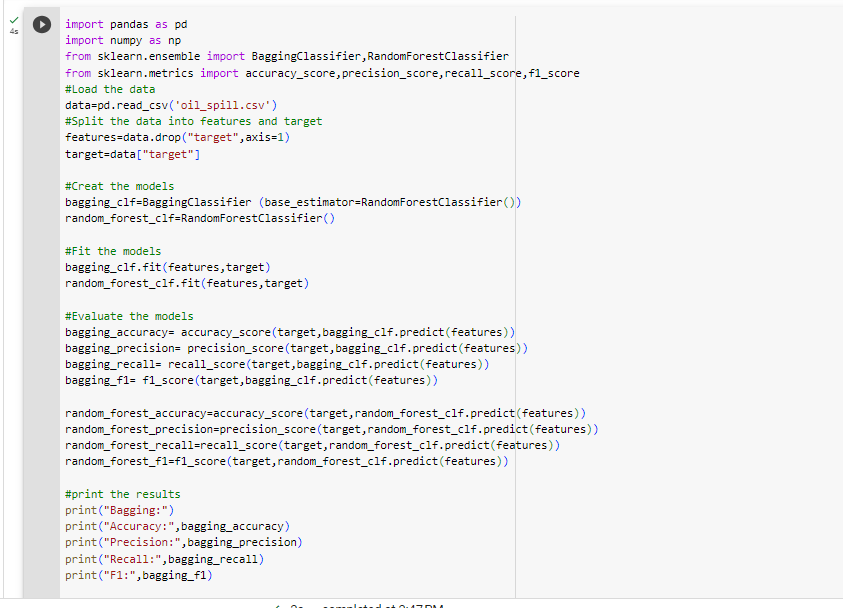 4s
import pandas as pd
import numpy as np
from sklearn.ensemble import BaggingClassifier,RandomForestClassifier
from sklearn.metrics import accuracy_score,precision_score,recall_score,f1_score
#Load the data
data=pd.read_csv('oil_spill.csv')
#Split the data into features and target
features=data.drop("target",axis=1)
target=data["target"]
#Creat the models
bagging_clf=BaggingClassifier (base_estimator=RandomForestClassifier())
random_forest_clf=RandomForestClassifier()
#Fit the models
bagging_clf.fit(features,target)
random_forest_clf.fit(features,target)
#Evaluate the models
bagging_accuracy= accuracy_score(target,bagging_clf.predict(features))
bagging_precision= precision_score(target,bagging_clf.predict(features))
bagging_recall= recall_score(target,bagging_clf.predict(features))
bagging_f1= f1_score(target,bagging_clf.predict(features))
random_forest_accuracy=accuracy_score(target,random_forest_clf.predict(features))
random_forest_precision=precision_score(target,random_forest_clf.predict(features))
random_forest_recall=recall_score(target,random_forest_clf.predict(features))
random_forest_f1=f1_score(target,random_forest_clf.predict(features))
#print the results
print("Bagging:")
print("Accuracy:",bagging_accuracy)
print("Precision:",bagging_precision)
print("Recall:",bagging_recall)
print("F1:",bagging_f1)
completed at